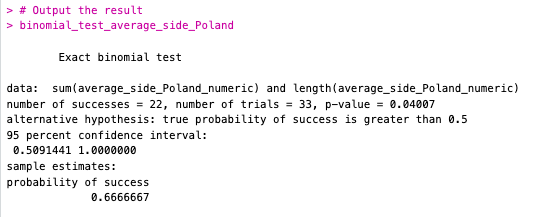 > # Output the result
> binomial_test_average_side_Poland
Exact binomial test
data:  sum(average_side_Poland_numeric) and length(average_side_Poland_numeric)
number of successes = 22, number of trials = 33, p-value = 0.04007
alternative hypothesis: true probability of success is greater than 0.5
95 percent confidence interval:
 0.5091441 1.0000000
sample estimates:
probability of success
0.6666667